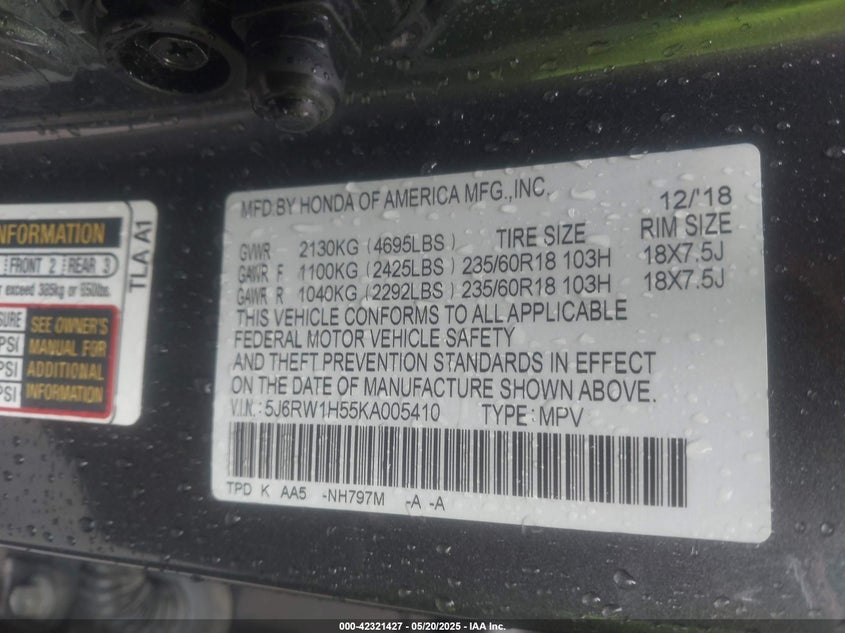 MFD.BY HONDA OF AMERICA MFG.,INC. 12/'18
GVWR 2130KG (4695LBS) TIRE SIZE RIM SIZE
GAWR F 1100KG (2425LBS) 235/60R18 103H 18X7.5J
GAWR R 1040KG (2292LBS) 235/60R18 103H 18X7.5J
THIS VEHICLE CONFORMS TO ALL APPLICABLE
FEDERAL MOTOR VEHICLE SAFETY
AND THEFT PREVENTION STANDARDS IN EFFECT
ON THE DATE OF MANUFACTURE SHOWN ABOVE.
V.I.N.: 5J6RW1H55KA005410 TYPE: MPV
TPD K AA5 -NH797M -A -A
TLA A1
FRONT 2 REAR 3
exceed 385kg or 850lbs.
SEE OWNER'S
MANUAL FOR
ADDITIONAL
INFORMATION
PSI
PSI
PSI
000-42321427 - 05/20/2025 - IAA Inc.